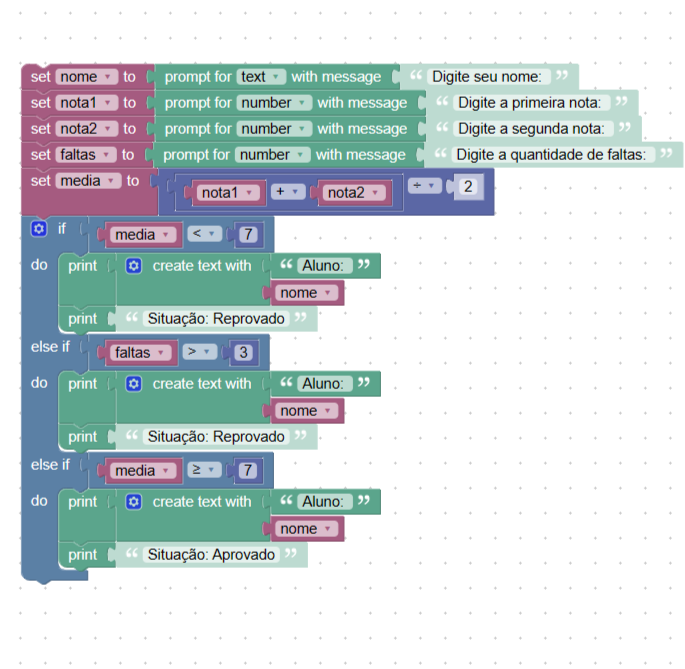 set nome to prompt for text with message “ Digite seu nome: ”
set nota1 to prompt for number with message “ Digite a primeira nota: ”
set nota2 to prompt for number with message “ Digite a segunda nota: ”
set faltas to prompt for number with message “ Digite a quantidade de faltas: ”
set media to nota1 + nota2 ÷ 2
if media < 7
do print create text with “ Aluno: ”
nome
print “ Situação: Reprovado ”
else if faltas > 3
do print create text with “ Aluno: ”
nome
print “ Situação: Reprovado ”
else if media ≥ 7
do print create text with “ Aluno: ”
nome
print “ Situação: Aprovado ”